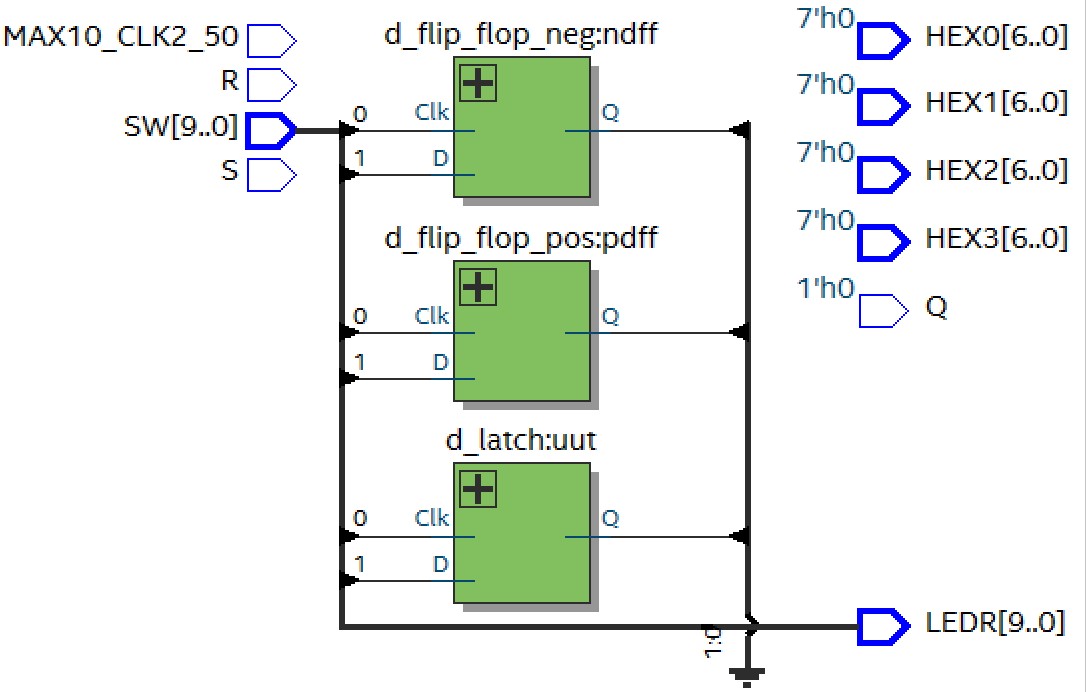 MAX10_CLK2_50
R
SW[9..0]
S
d_flip_flop_neg:ndff
0 Clk Q
1 D
d_flip_flop_pos:pdff
0 Clk Q
1 D
d_latch:uut
0 Clk Q
1 D
1:0
7'h0 HEX0[6..0]
7'h0 HEX1[6..0]
7'h0 HEX2[6..0]
7'h0 HEX3[6..0]
1'h0 Q
LEDR[9..0]